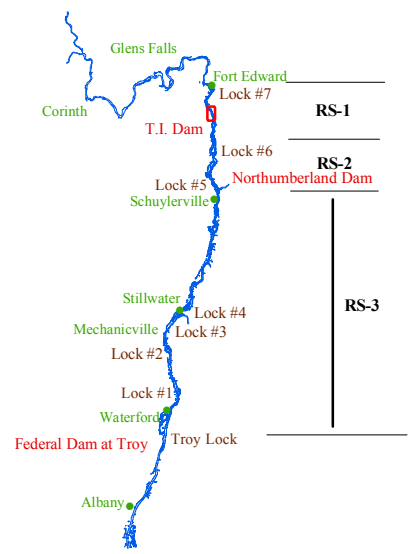 Glens Falls
Fort Edward
Lock #7
Corinth
RS-1
T.I. Dam
Lock #6
RS-2
Lock #5
Northumberland Dam
Schuylerville
Stillwater
RS-3
Lock #4
Mechanicville
Lock #3
Lock #2
Lock #1
Waterford
Federal Dam at Troy
Troy Lock
Albany